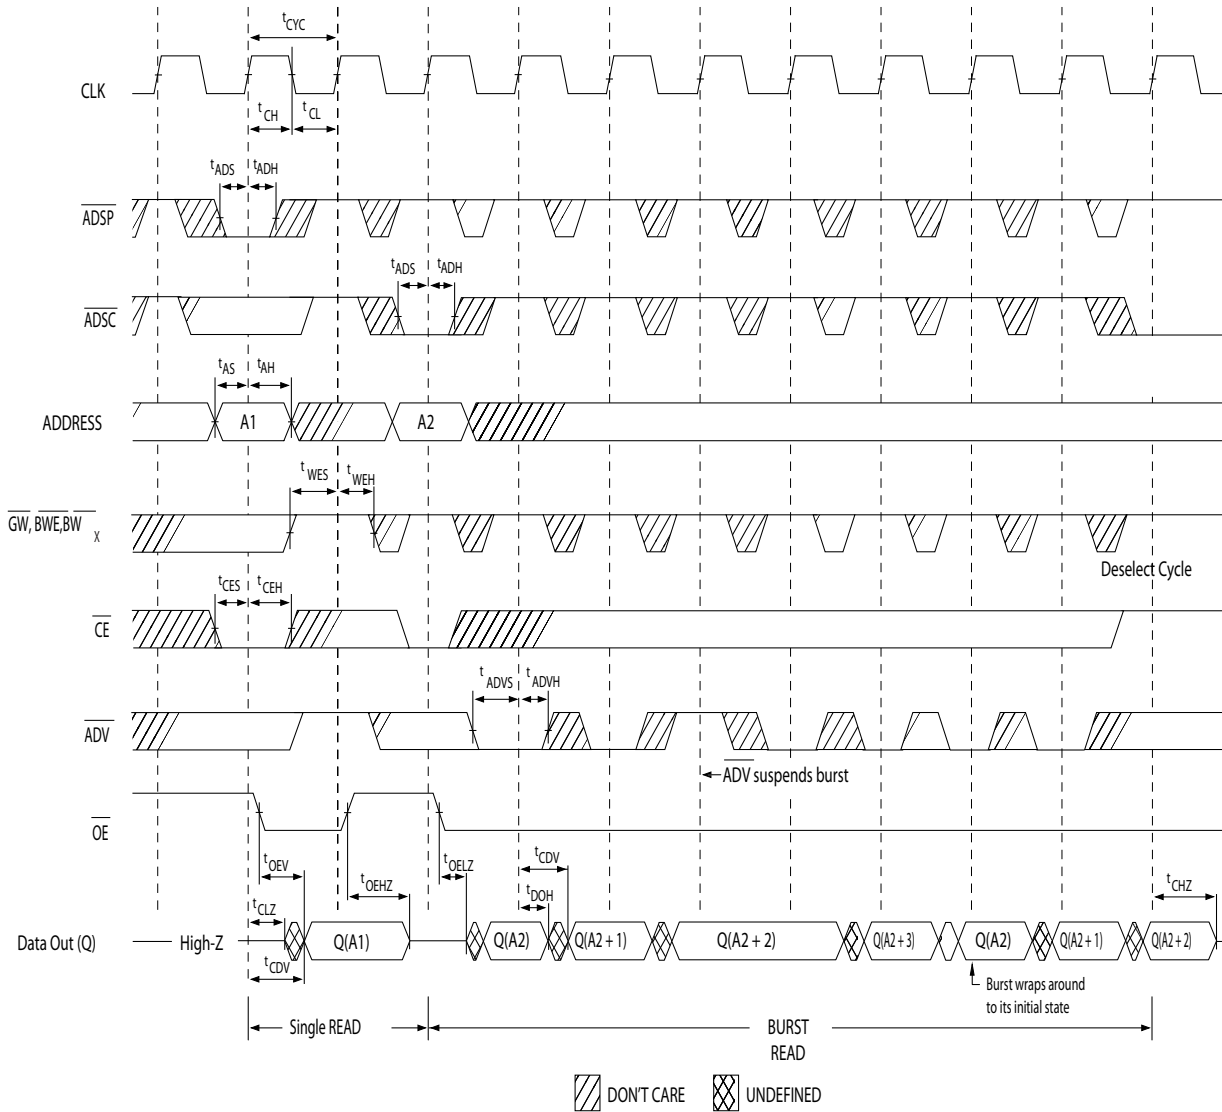 tCYC
CLK
tCH tCL
tADS tADH
ADSP
tADS tADH
ADSC
tAS tAH
ADDRESS A1 A2
tWES tWEH
GW, BWE,BW X
Deselect Cycle
tCES tCEH
CE
tADVS tADVH
ADV
ADV suspends burst
OE
tOEV tOEHZ tOELZ tCDV
tCLZ tDOH tCHZ
Data Out (Q) High-Z Q(A1) Q(A2) Q(A2 + 1) Q(A2 + 2) Q(A2 + 3) Q(A2) Q(A2 + 1) Q(A2 + 2)
tCDV
Burst wraps around
to its initial state
Single READ BURST
READ
DON'T CARE UNDEFINED